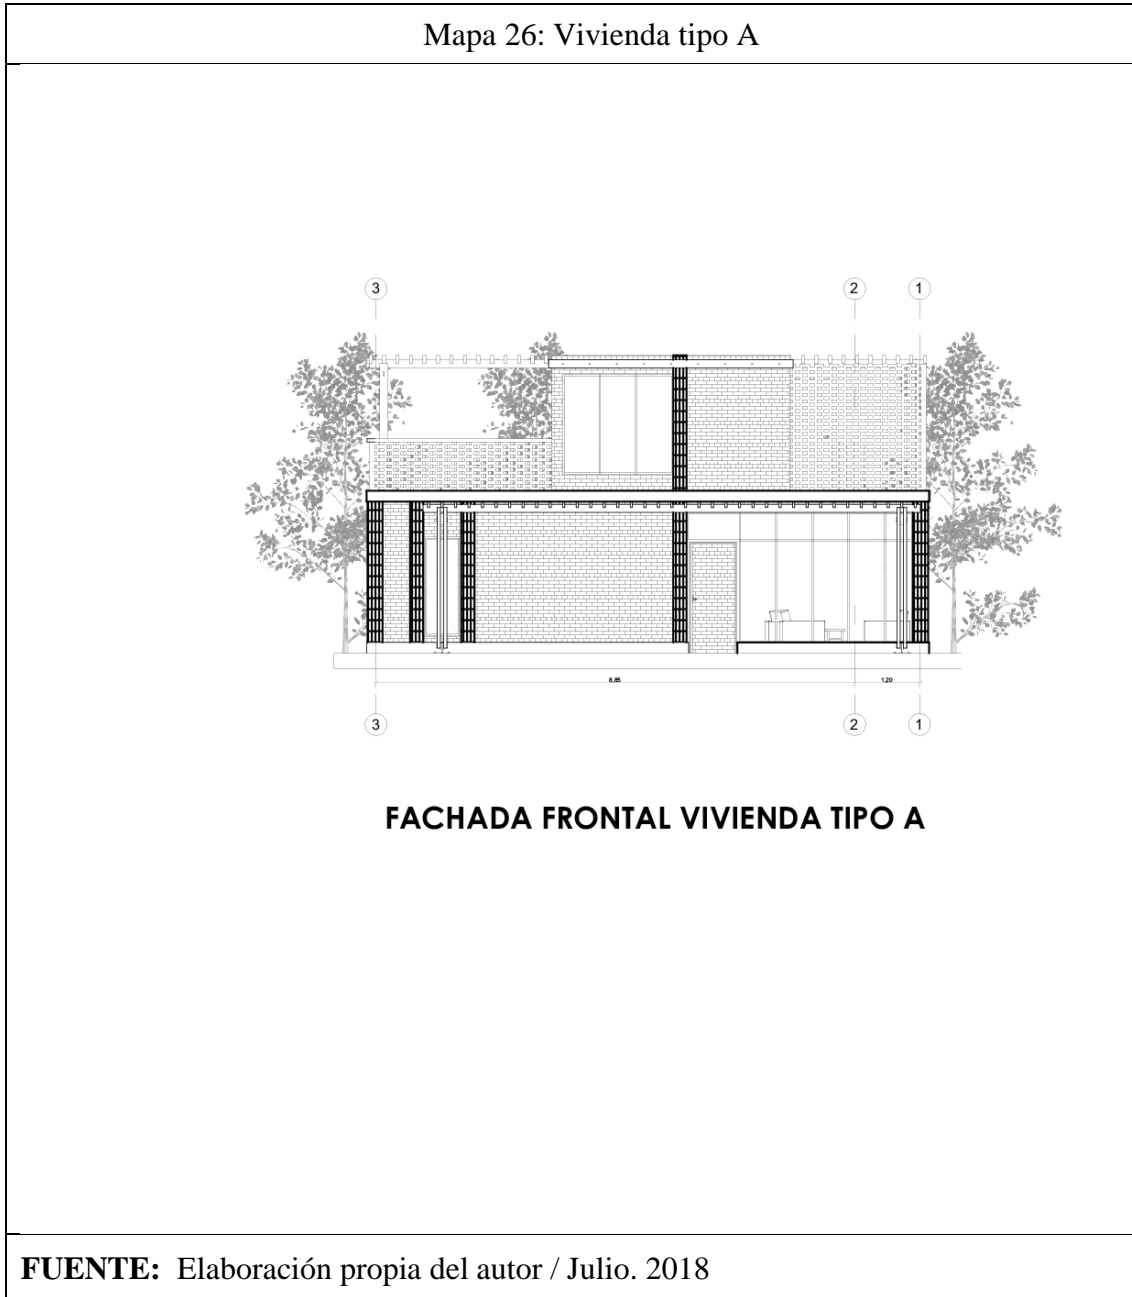 Mapa 26: Vivienda tipo A
3 2 1
8,85 1,20
3 2 1
FACHADA FRONTAL VIVIENDA TIPO A
FUENTE: Elaboración propia del autor / Julio. 2018